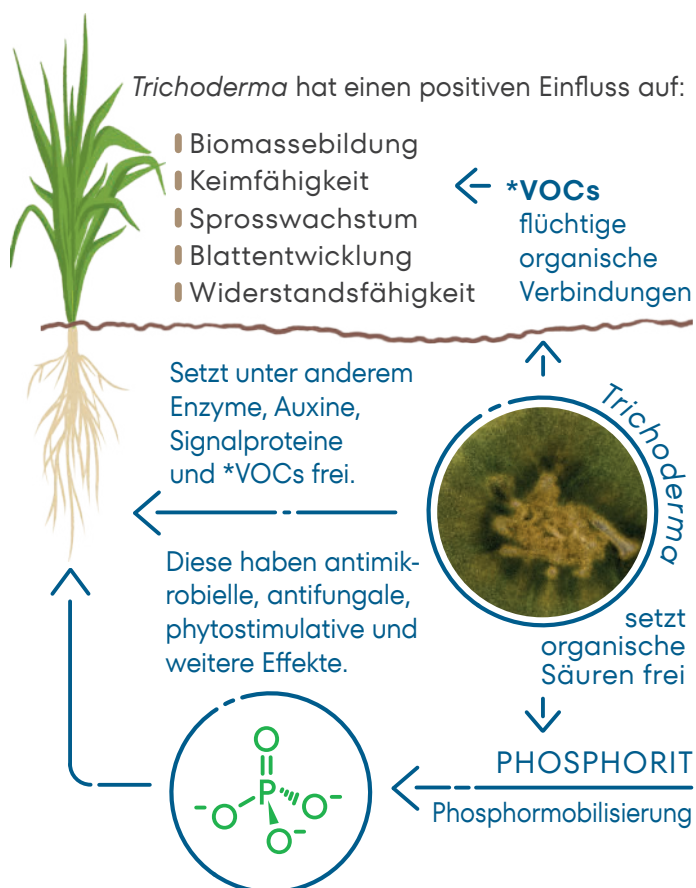 Trichoderma hat einen positiven Einfluss auf:
Biomassebildung
Keimfähigkeit
Sprosswachstum
Blattentwicklung
Widerstandsfähigkeit
*VOCs
flüchtige
organische
Verbindungen
Setzt unter anderem
Enzyme, Auxine,
Signalproteine
und *VOCs frei.
Trichoderma
Diese haben antimik-
robielle, antifungale,
phytostimulative und
weitere Effekte.
setzt
organische
Säuren frei
PHOSPHORIT
Phosphormobilisierung
O
P
O⁻
O⁻
O⁻